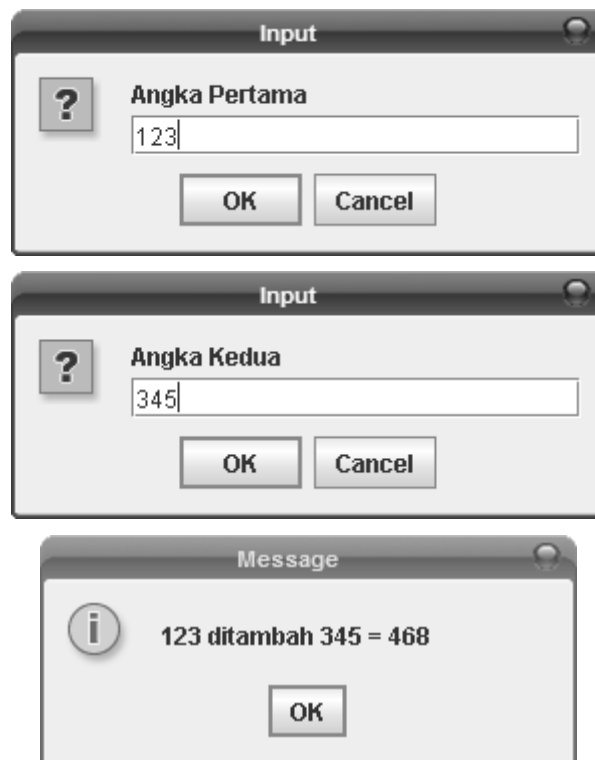 Input
? Angka Pertama
123
OK Cancel
Input
? Angka Kedua
345
OK Cancel
Message
i 123 ditambah 345 = 468
OK